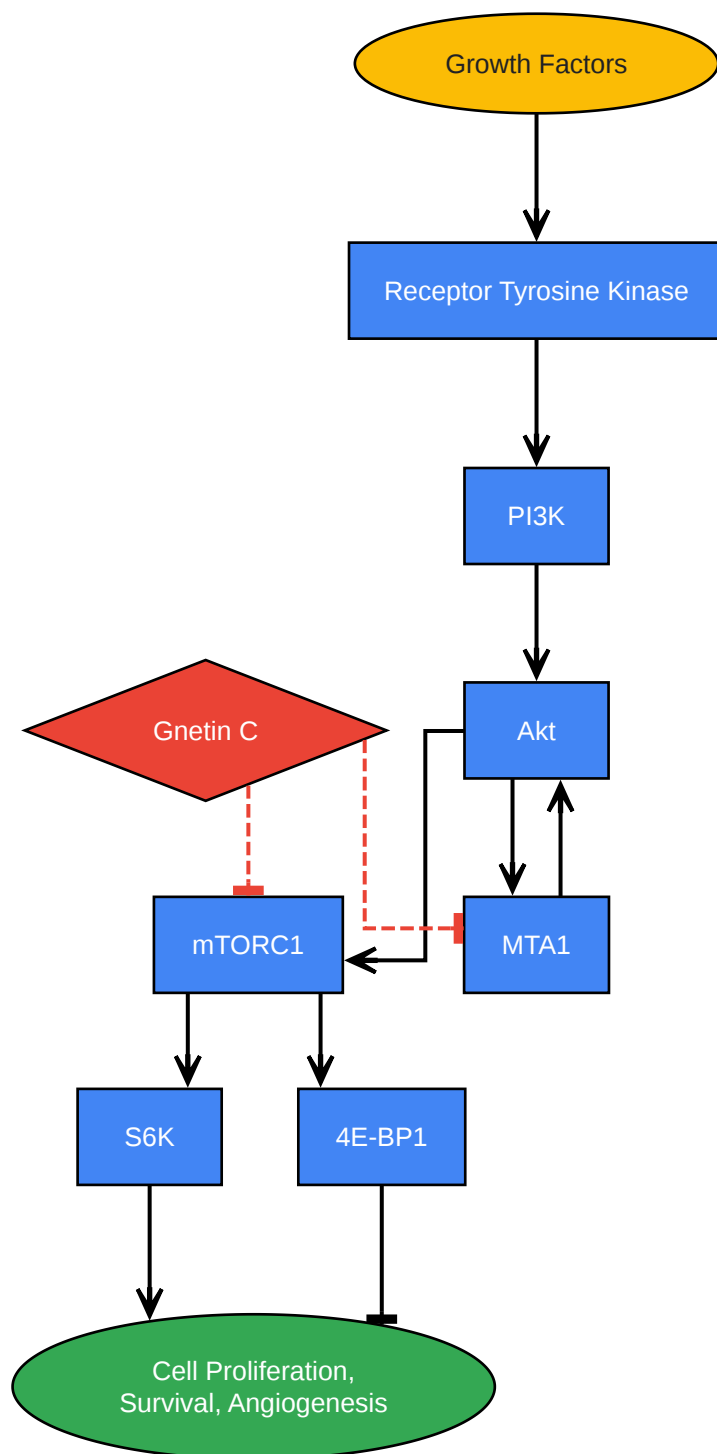 Growth Factors
Receptor Tyrosine Kinase
PI3K
Gnetin C
Akt
mTORC1
MTA1
S6K
4E-BP1
Cell Proliferation,
Survival, Angiogenesis